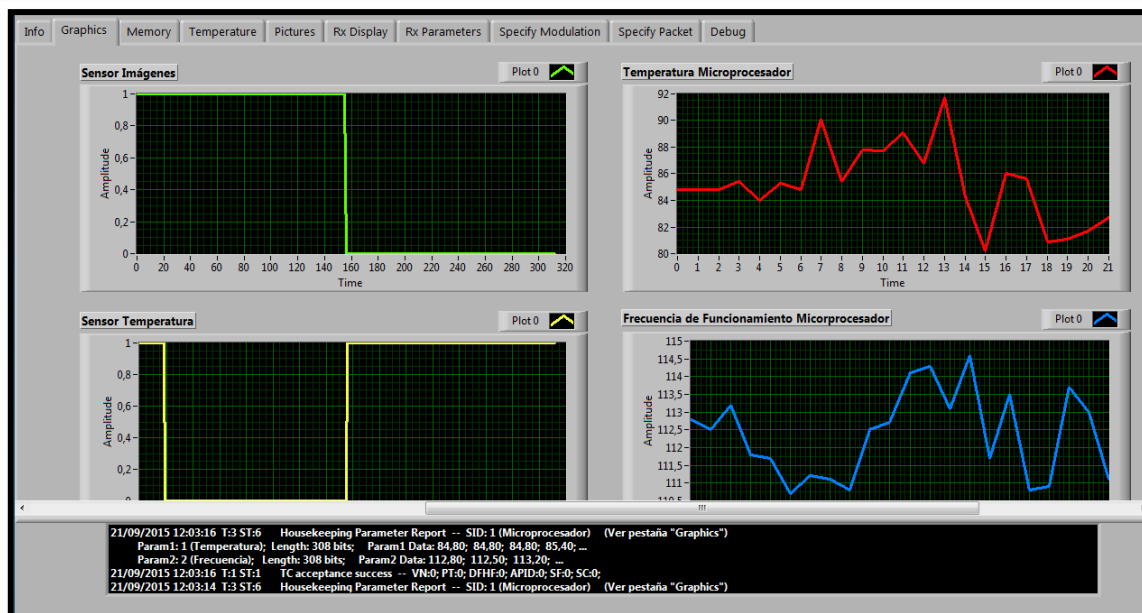 Info Graphics Memory Temperature Pictures Rx Display Rx Parameters Specify Modulation Specify Packet Debug
Sensor Imágenes
Plot 0
1
0,8
0,6
0,4
0,2
0
Amplitude
0 20 40 60 80 100 120 140 160 180 200 220 240 260 280 300 320
Time
Temperatura Microprocesador
Plot 0
92
90
88
86
84
82
80
Amplitude
0 1 2 3 4 5 6 7 8 9 10 11 12 13 14 15 16 17 18 19 20 21
Time
Sensor Temperatura
Plot 0
1
0,8
0,6
0,4
0,2
0
Amplitude
Frecuencia de Funcionamiento Micorprocesador
Plot 0
115
114,5
114
113,5
113
112,5
112
111,5
111
110,5
Amplitude
21/09/2015 12:03:16 T:3 ST:6 Housekeeping Parameter Report -- SID: 1 (Microprocesador) (Ver pestaña "Graphics")
Param1: 1 (Temperatura); Length: 308 bits; Param1 Data: 84,80; 84,80; 84,80; 85,40; ...
Param2: 2 (Frecuencia); Length: 308 bits; Param2 Data: 112,80; 112,50; 113,20; ...
21/09/2015 12:03:16 T:1 ST:1 TC acceptance success -- VN:0; PT:0; DFHF:0; APID:0; SF:0; SC:0;
21/09/2015 12:03:14 T:3 ST:6 Housekeeping Parameter Report -- SID: 1 (Microprocesador) (Ver pestaña "Graphics")